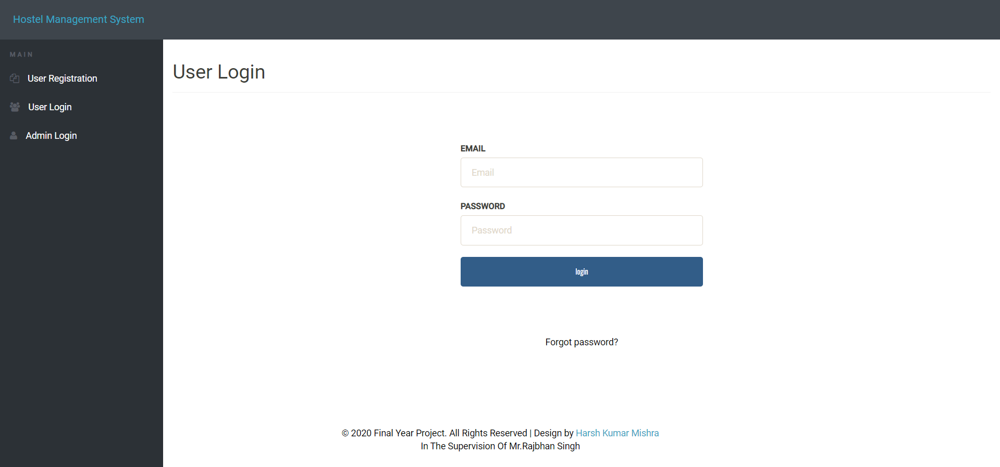 Hostel Management System
MAIN
User Registration
User Login
Admin Login
User Login
EMAIL
Email
PASSWORD
Password
login
Forgot password?
© 2020 Final Year Project. All Rights Reserved | Design by Harsh Kumar Mishra
In The Supervision Of Mr.Rajbhan Singh